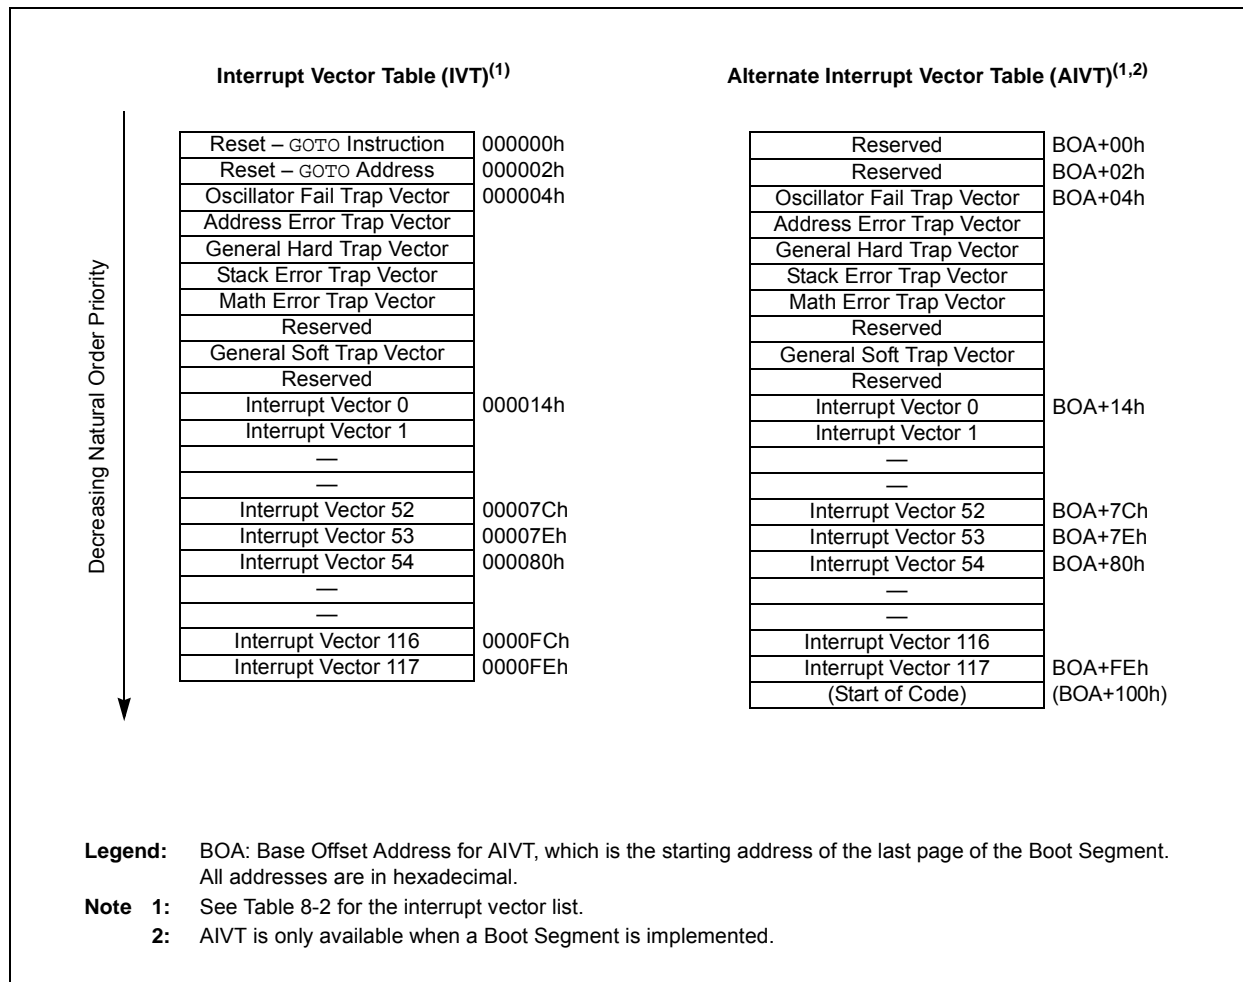 Interrupt Vector Table (IVT)(1)
Reset – GOTO Instruction 000000h
Reset – GOTO Address 000002h
Oscillator Fail Trap Vector 000004h
Address Error Trap Vector
General Hard Trap Vector
Stack Error Trap Vector
Math Error Trap Vector
Reserved
General Soft Trap Vector
Reserved
Interrupt Vector 0 000014h
Interrupt Vector 1
—
—
Interrupt Vector 52 00007Ch
Interrupt Vector 53 00007Eh
Interrupt Vector 54 000080h
—
—
Interrupt Vector 116 0000FCh
Interrupt Vector 117 0000FEh
Decreasing Natural Order Priority
Alternate Interrupt Vector Table (AIVT)(1,2)
Reserved BOA+00h
Reserved BOA+02h
Oscillator Fail Trap Vector BOA+04h
Address Error Trap Vector
General Hard Trap Vector
Stack Error Trap Vector
Math Error Trap Vector
Reserved
General Soft Trap Vector
Reserved
Interrupt Vector 0 BOA+14h
Interrupt Vector 1
—
—
Interrupt Vector 52 BOA+7Ch
Interrupt Vector 53 BOA+7Eh
Interrupt Vector 54 BOA+80h
—
—
Interrupt Vector 116
Interrupt Vector 117 BOA+FEh
(Start of Code) (BOA+100h)
Legend: BOA: Base Offset Address for AIVT, which is the starting address of the last page of the Boot Segment.
All addresses are in hexadecimal.
Note 1: See Table 8-2 for the interrupt vector list.
2: AIVT is only available when a Boot Segment is implemented.